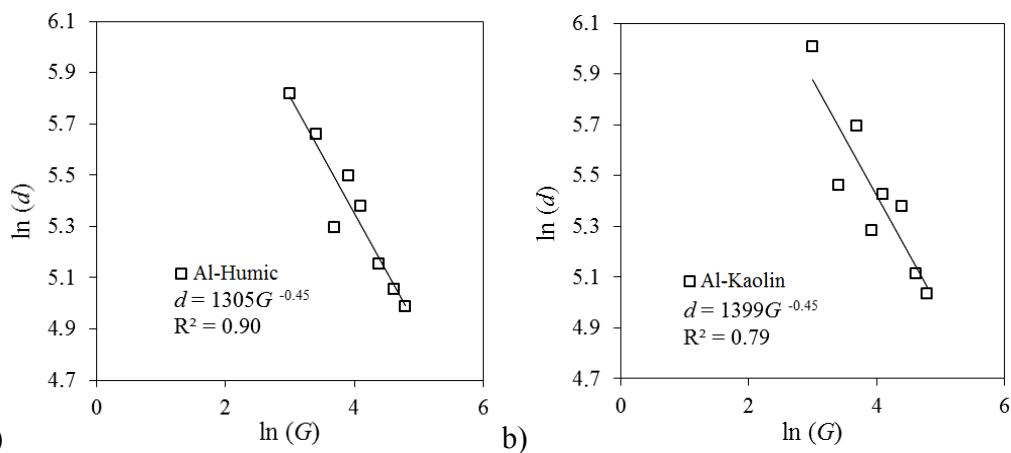 6.1
5.9
5.7
5.5
5.3
5.1
4.9
4.7
ln (d)
0
2
4
6
ln (G)
Al-Humic
d = 1305G -0.45
R² = 0.90
)
6.1
5.9
5.7
5.5
5.3
5.1
4.9
4.7
ln (d)
0
2
4
6
ln (G)
Al-Kaolin
d = 1399G -0.45
R² = 0.79
b)